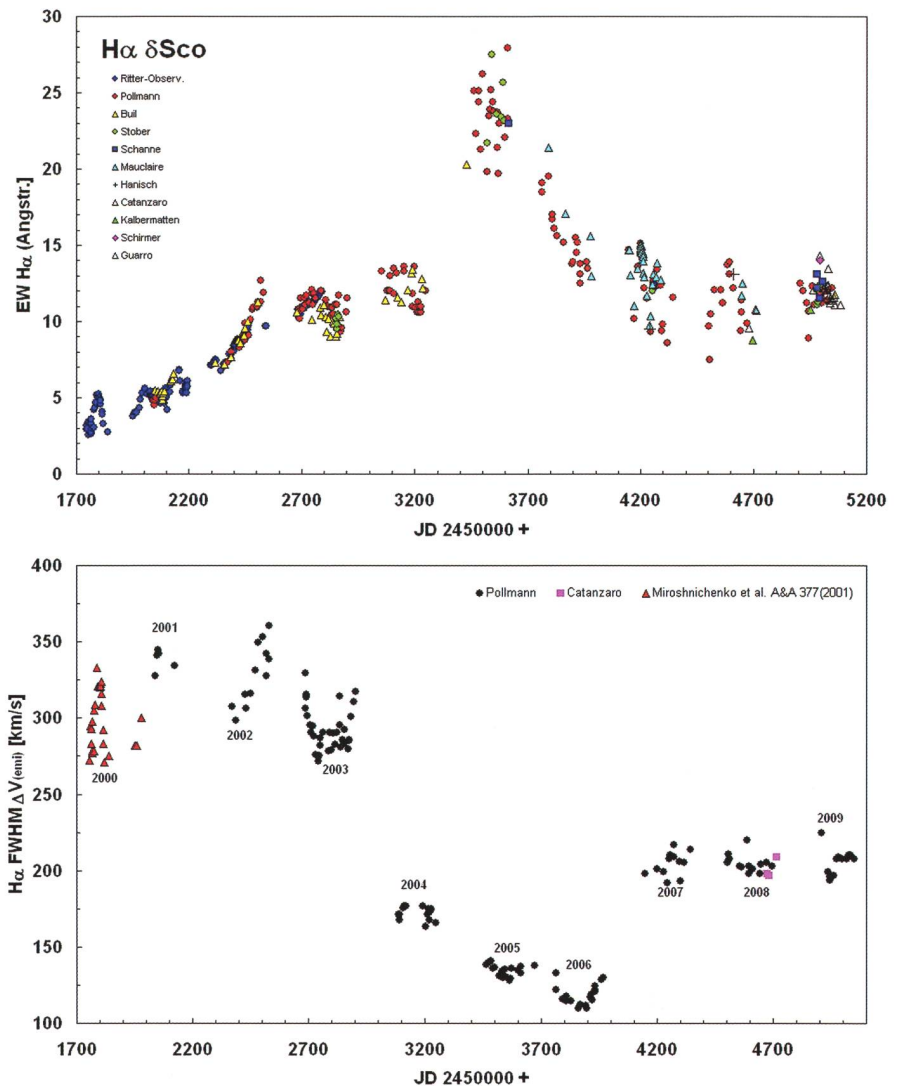 30
Hα δSco
Ritter-Observ.
Pollmann
Buil
Stober
Schanne
Mauclaire
Hanisch
Catanzaro
Kalbermatten
Schirmer
Guarro
25
20
15
10
5
0
EW Hα (Angstr.]
1700 2200 2700 3200 3700 4200 4700 5200
JD 2450000 +
400
Pollmann Catanzaro Miroshnichenko et al. A&A 377(2001)
2001
350
300
2002
2003
2000
250
2009
200
2007 2008
2004
150
2005
2006
100
Hα FWHM ΔV(emi) [km/s]
1700 2200 2700 3200 3700 4200 4700
JD 2450000 +